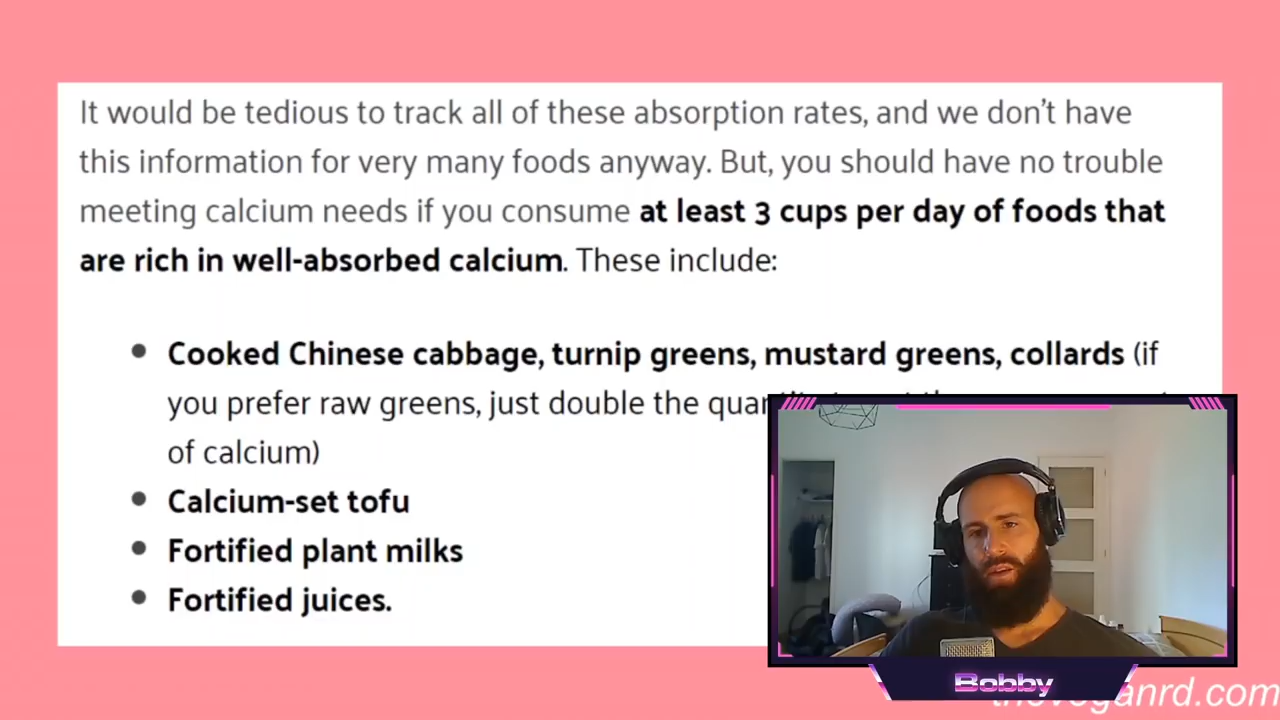 It would be tedious to track all of these absorption rates, and we don't have
this information for very many foods anyway. But, you should have no trouble
meeting calcium needs if you consume at least 3 cups per day of foods that
are rich in well-absorbed calcium. These include:
• Cooked Chinese cabbage, turnip greens, mustard greens, collards (if
you prefer raw greens, just double the
of calcium)
• Calcium-set tofu
• Fortified plant milks
• Fortified juices.
Bobby
theveganrd.com